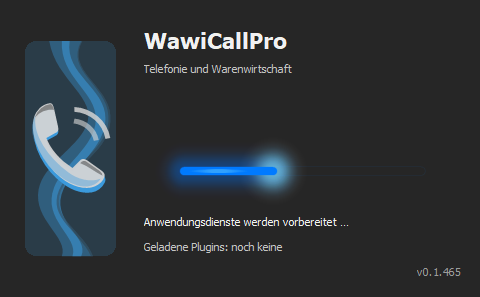 WawiCallPro
Telefonie und Warenwirtschaft
Anwendungsdienste werden vorbereitet ...
Geladene Plugins: noch keine
v0.1.465